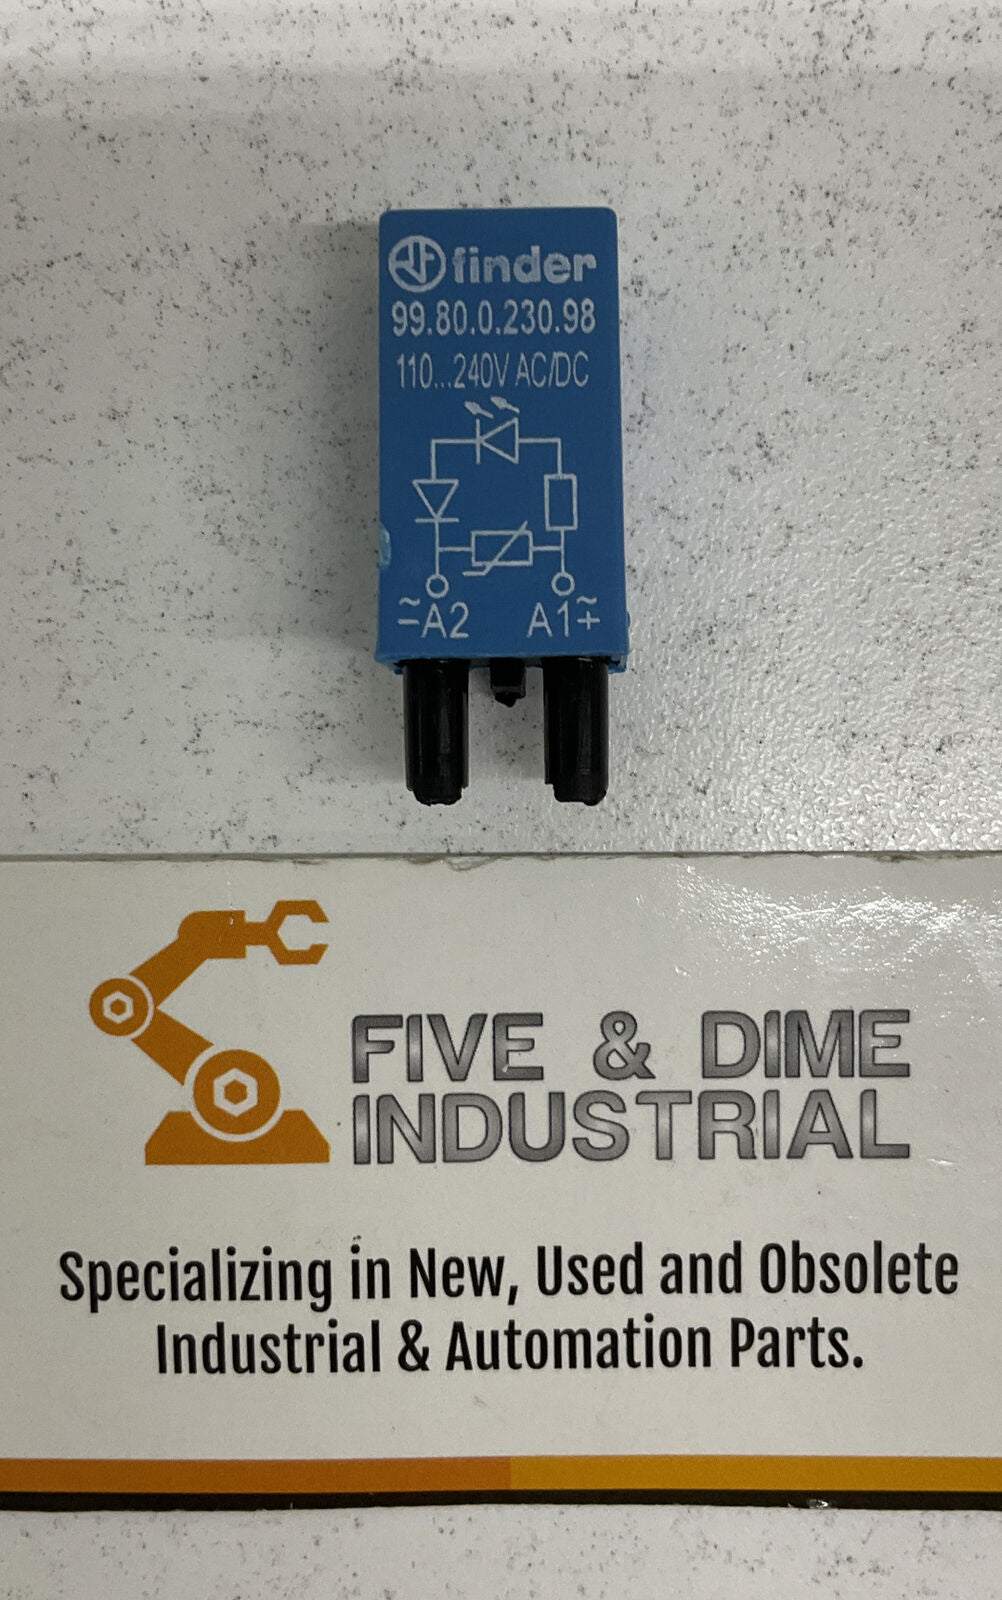 finder
99.80.0.230.98
110...240V AC/DC
≂A2 A1~+
FIVE & DIME
INDUSTRIAL
Specializing in New, Used and Obsolete
Industrial & Automation Parts.